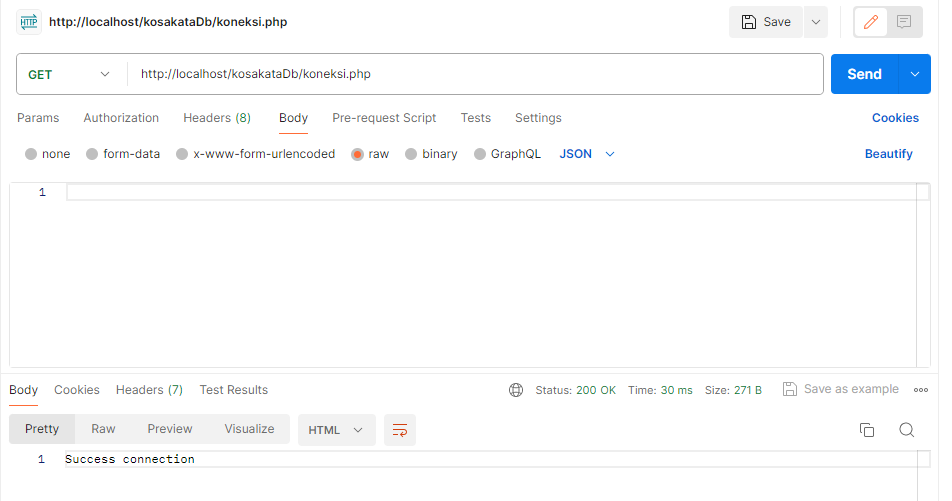 HTTP http://localhost/kosakataDb/koneksi.php Save
GET http://localhost/kosakataDb/koneksi.php Send
Params Authorization Headers (8) Body Pre-request Script Tests Settings Cookies
none form-data x-www-form-urlencoded raw binary GraphQL JSON Beautify
1
Body Cookies Headers (7) Test Results Status: 200 OK Time: 30 ms Size: 271 B Save as example
Pretty Raw Preview Visualize HTML
1 Success connection